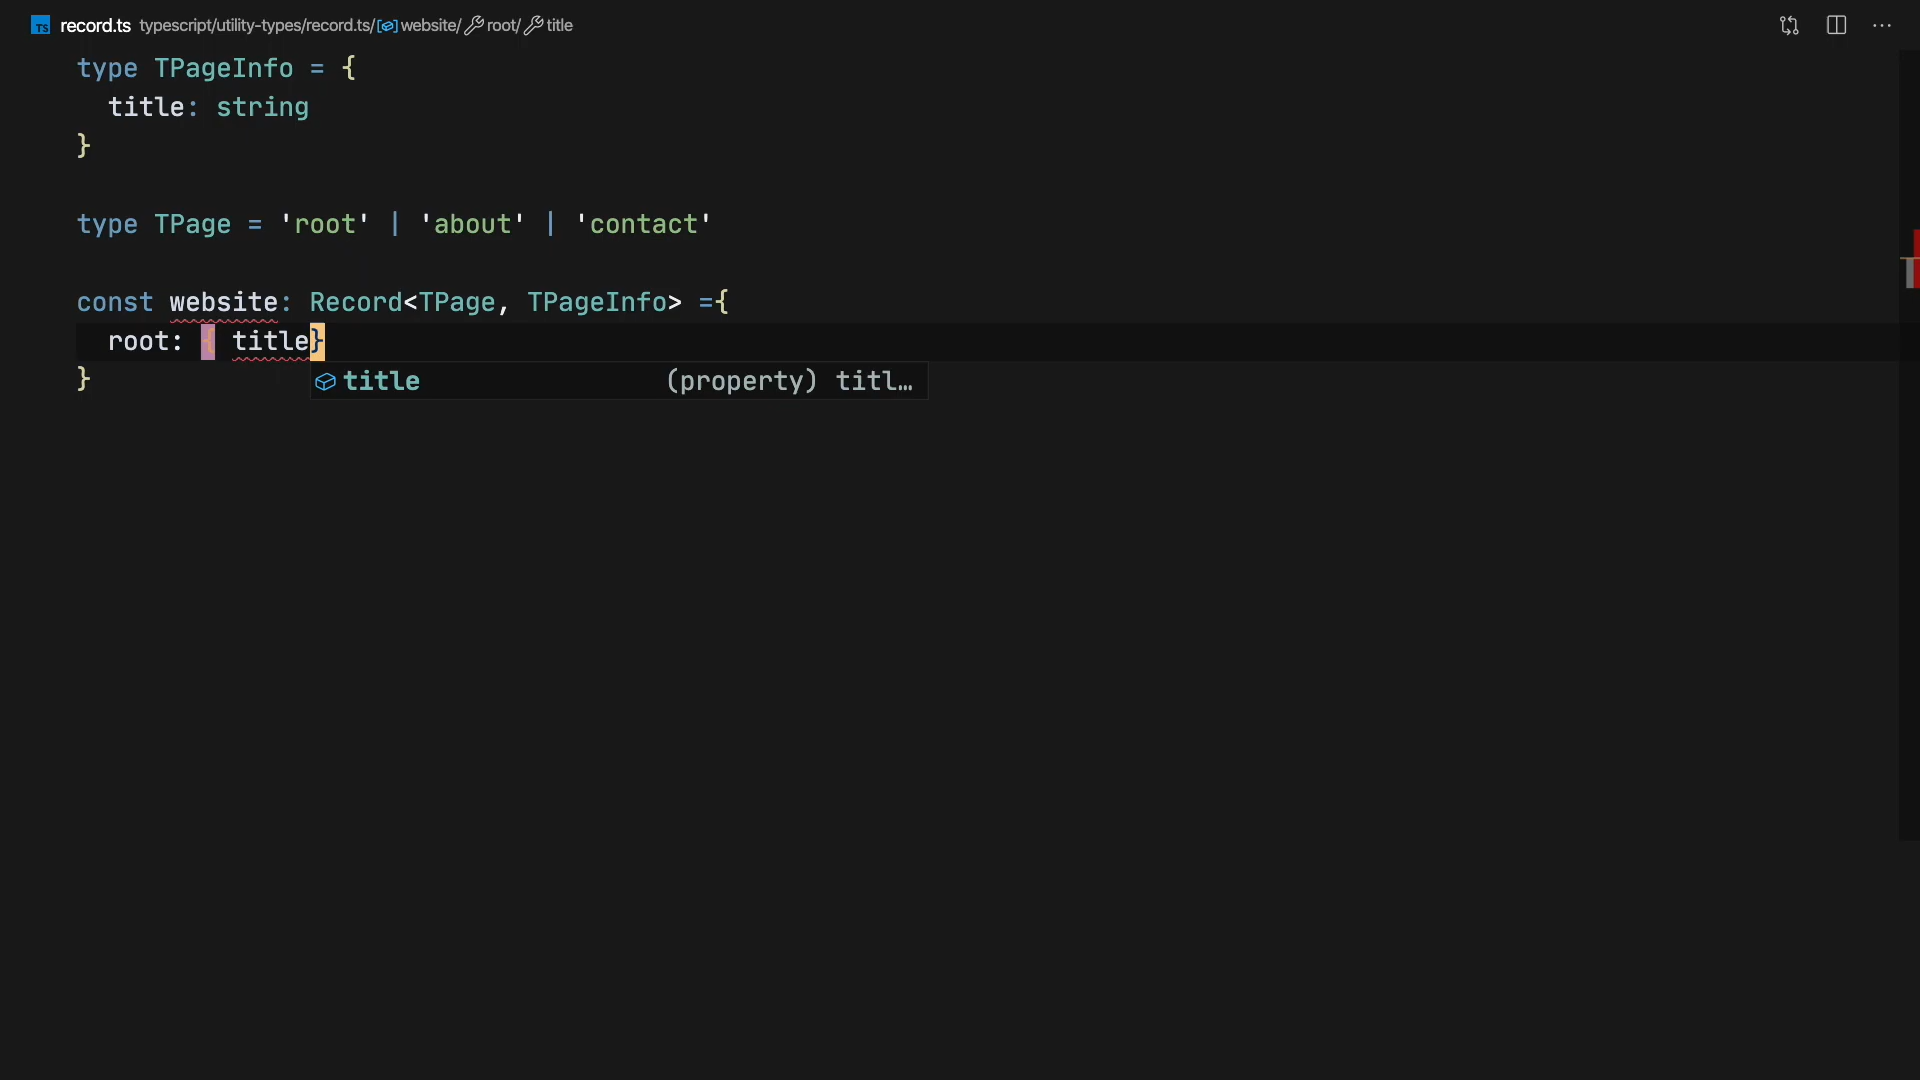 TS record.ts typescript/utility-types/record.ts/ website/ root/ title
type TPageInfo = {
  title: string
}
type TPage = 'root' | 'about' | 'contact'
const website: Record<TPage, TPageInfo> ={
  root: { title}
}
title (property) titl…